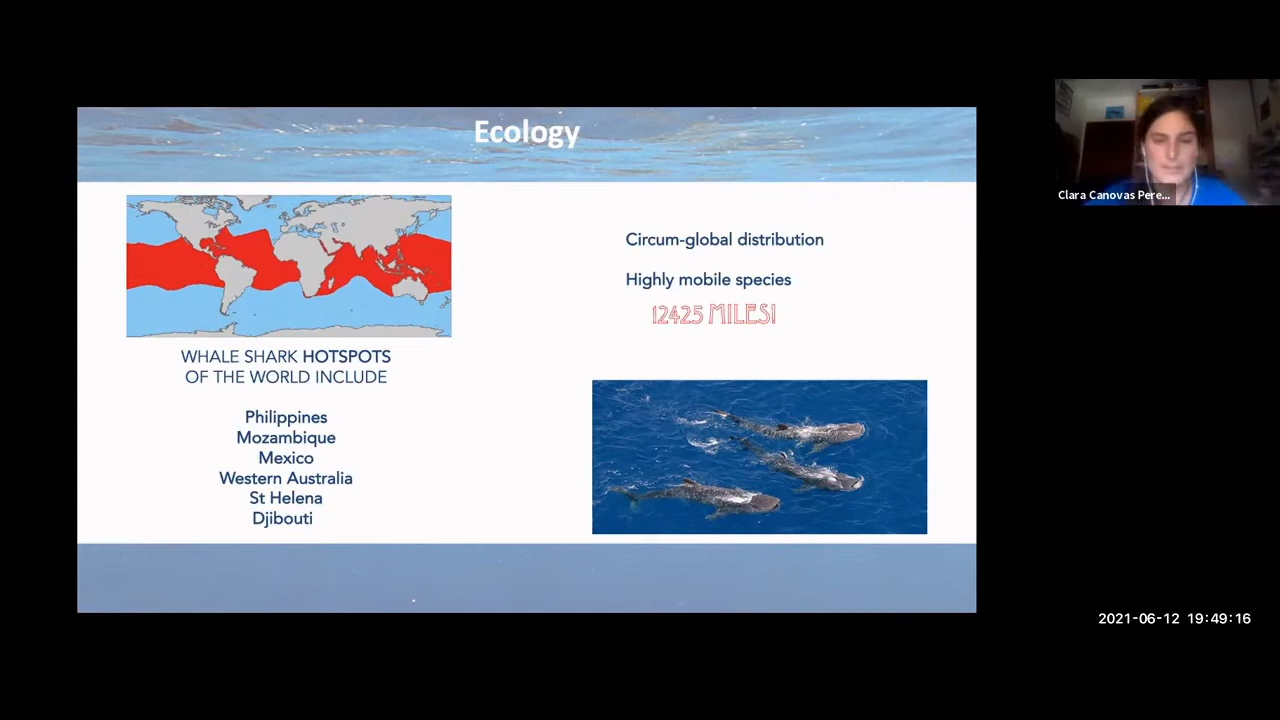 Ecology
WHALE SHARK HOTSPOTS
OF THE WORLD INCLUDE
Philippines
Mozambique
Mexico
Western Australia
St Helena
Djibouti
Circum-global distribution
Highly mobile species
12425 MILES!
Clara Canovas Pere...
2021-06-12 19:49:16